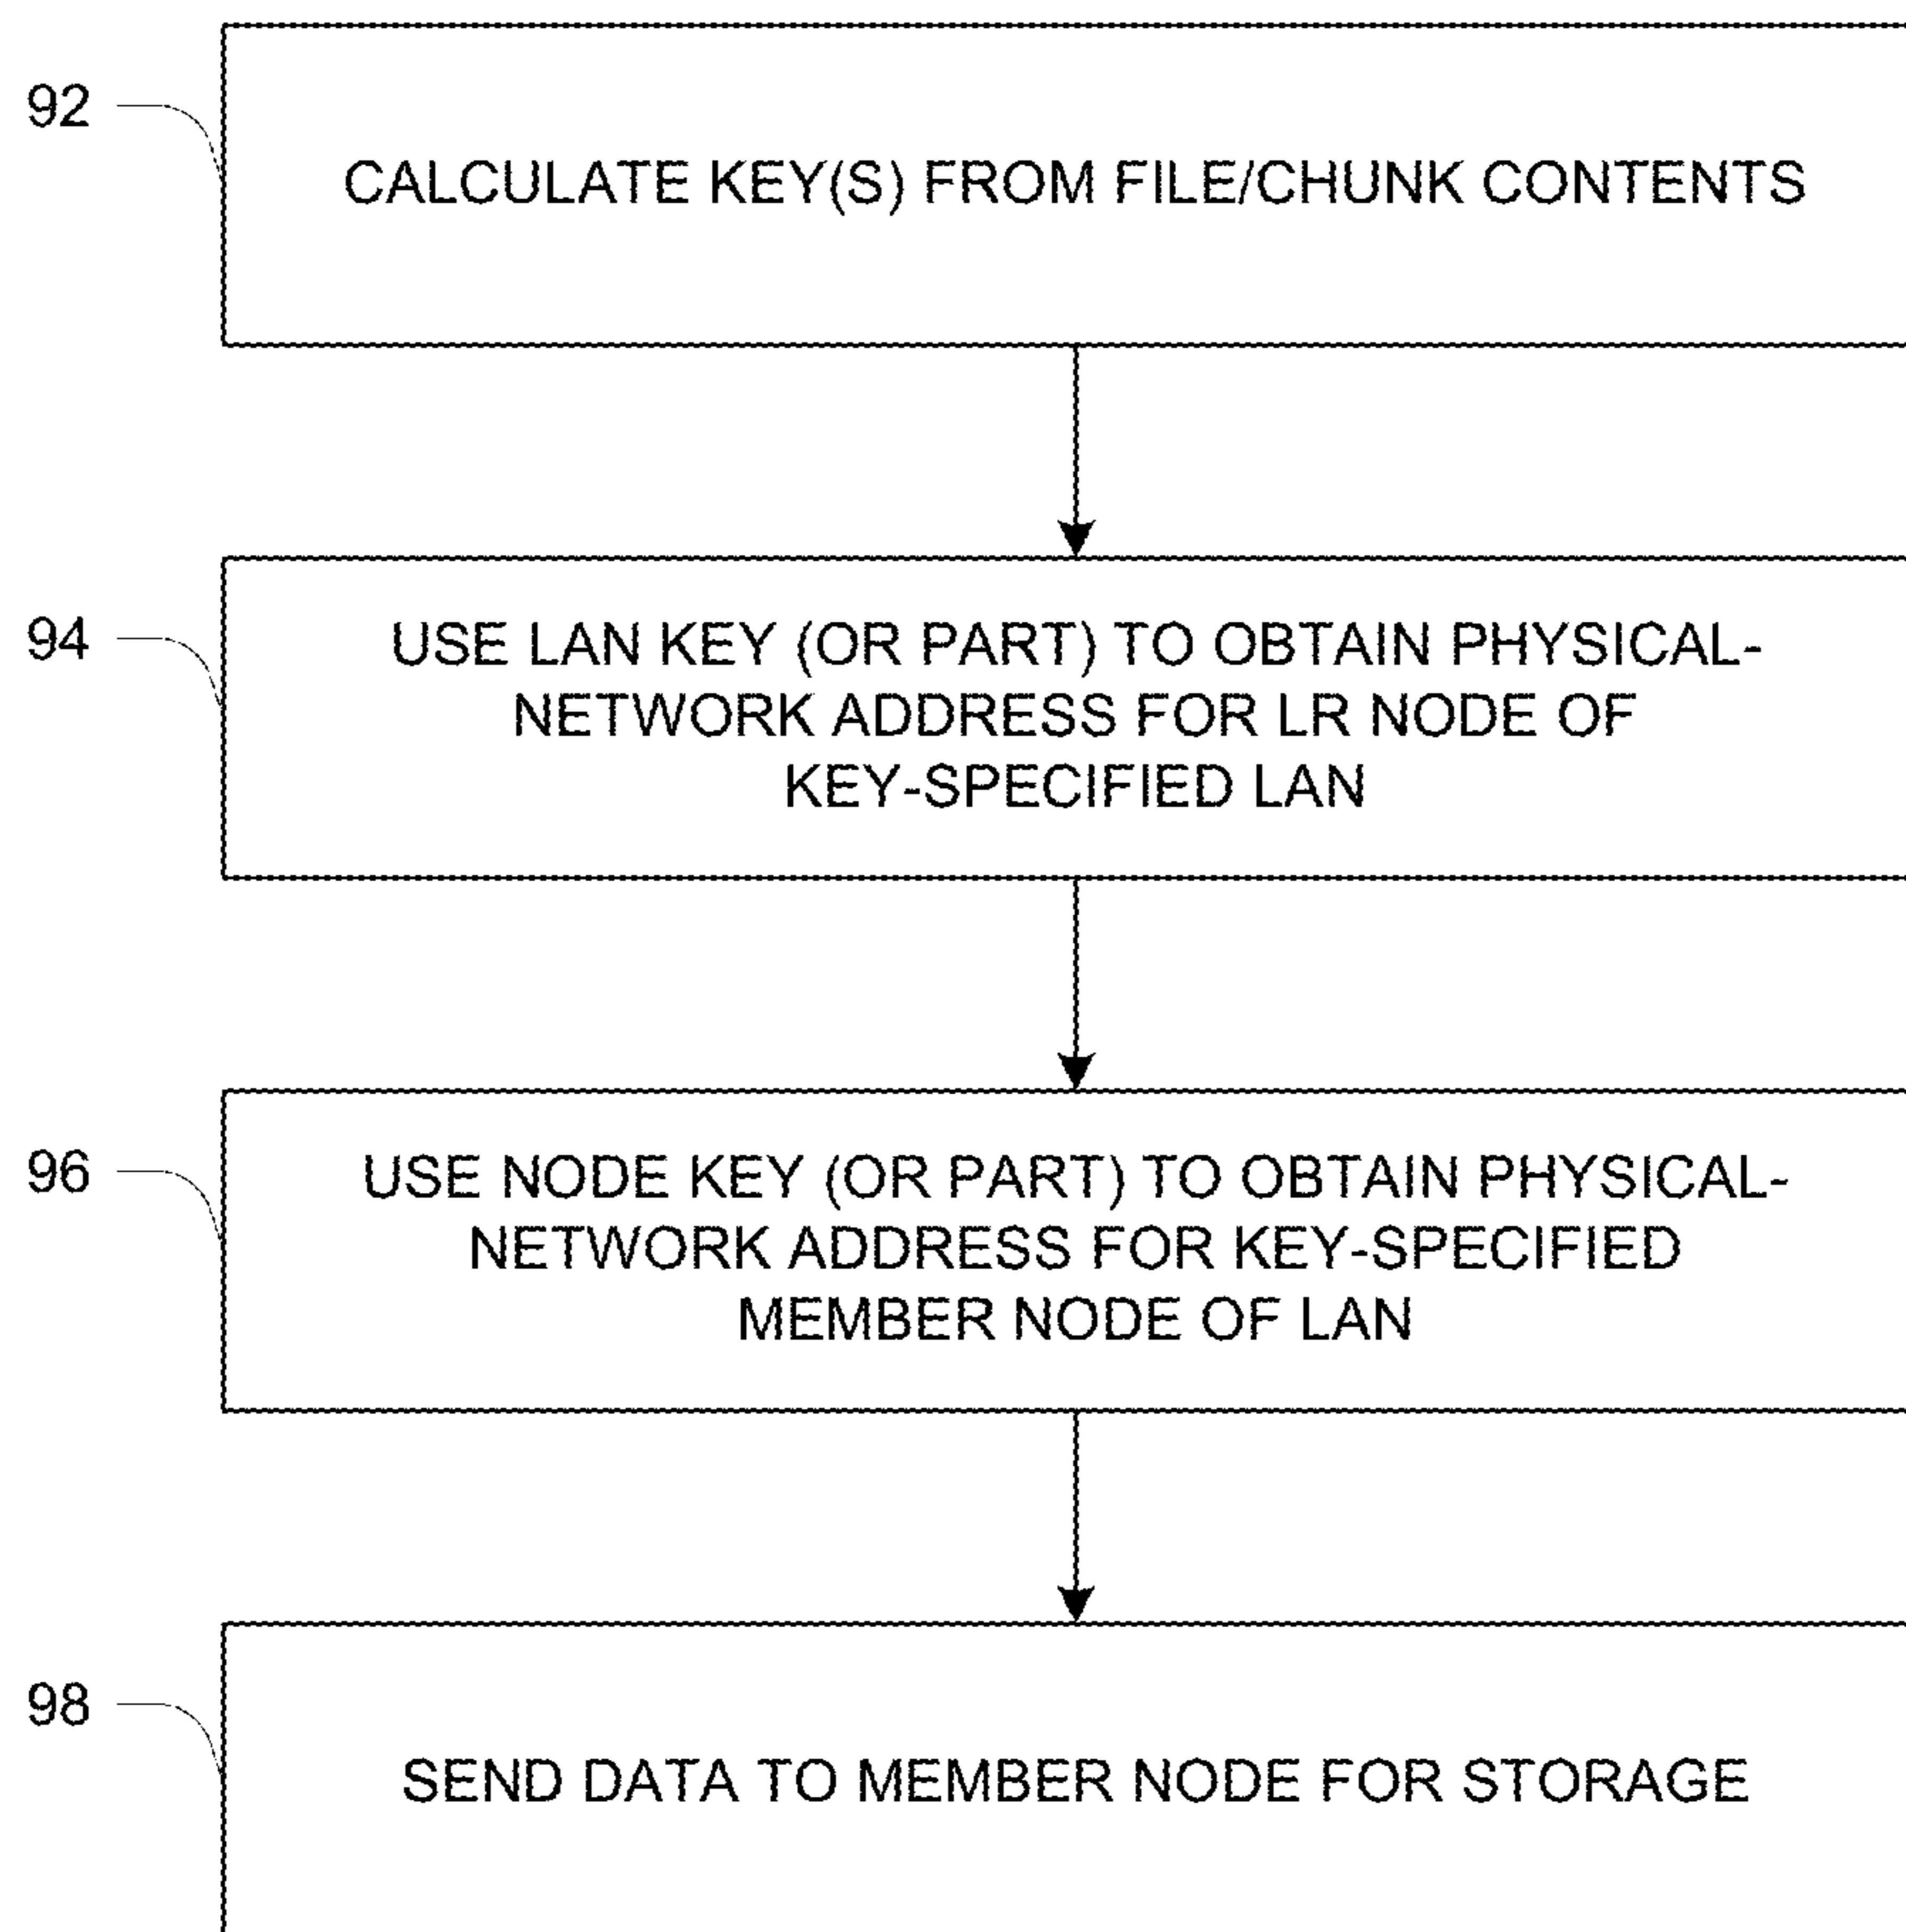 92
CALCULATE KEY(S) FROM FILE/CHUNK CONTENTS
94
USE LAN KEY (OR PART) TO OBTAIN PHYSICAL-
NETWORK ADDRESS FOR LR NODE OF
KEY-SPECIFIED LAN
96
USE NODE KEY (OR PART) TO OBTAIN PHYSICAL-
NETWORK ADDRESS FOR KEY-SPECIFIED
MEMBER NODE OF LAN
98
SEND DATA TO MEMBER NODE FOR STORAGE